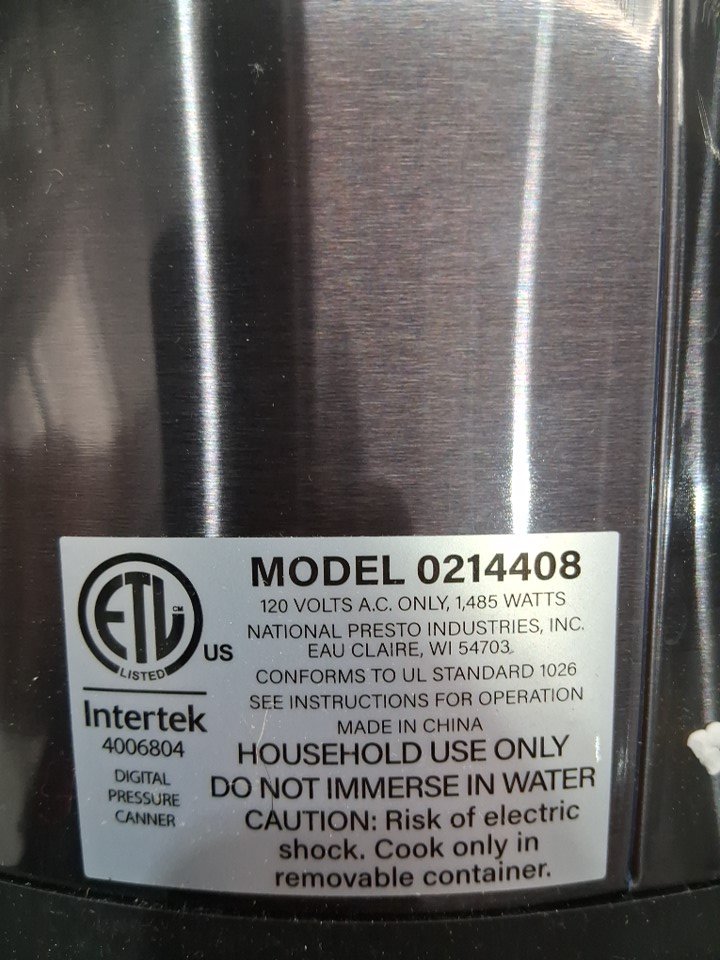 ETL CM
LISTED
US
Intertek
4006804
DIGITAL
PRESSURE
CANNER
MODEL 0214408
120 VOLTS A.C. ONLY, 1,485 WATTS
NATIONAL PRESTO INDUSTRIES, INC.
EAU CLAIRE, WI 54703.
CONFORMS TO UL STANDARD 1026
SEE INSTRUCTIONS FOR OPERATION
MADE IN CHINA
HOUSEHOLD USE ONLY
DO NOT IMMERSE IN WATER
CAUTION: Risk of electric
shock. Cook only in
removable container.